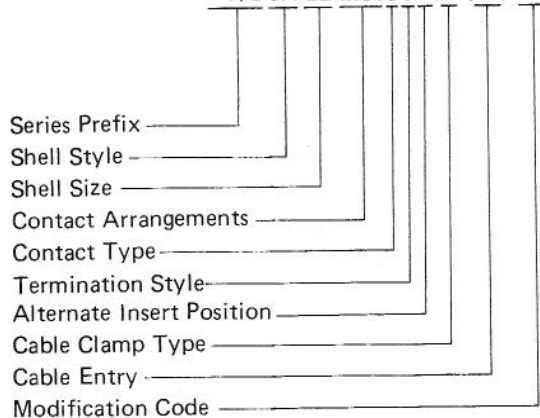 Series Prefix
Shell Style
Shell Size
Contact Arrangements
Contact Type
Termination Style
Alternate Insert Position
Cable Clamp Type
Cable Entry
Modification Code